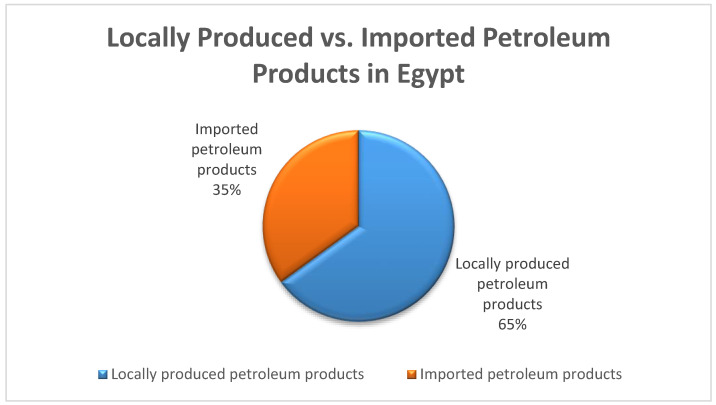 Locally Produced vs. Imported Petroleum
Products in Egypt
Imported
petroleum
products
35%
Locally produced
petroleum
products
65%
Locally produced petroleum products
Imported petroleum products